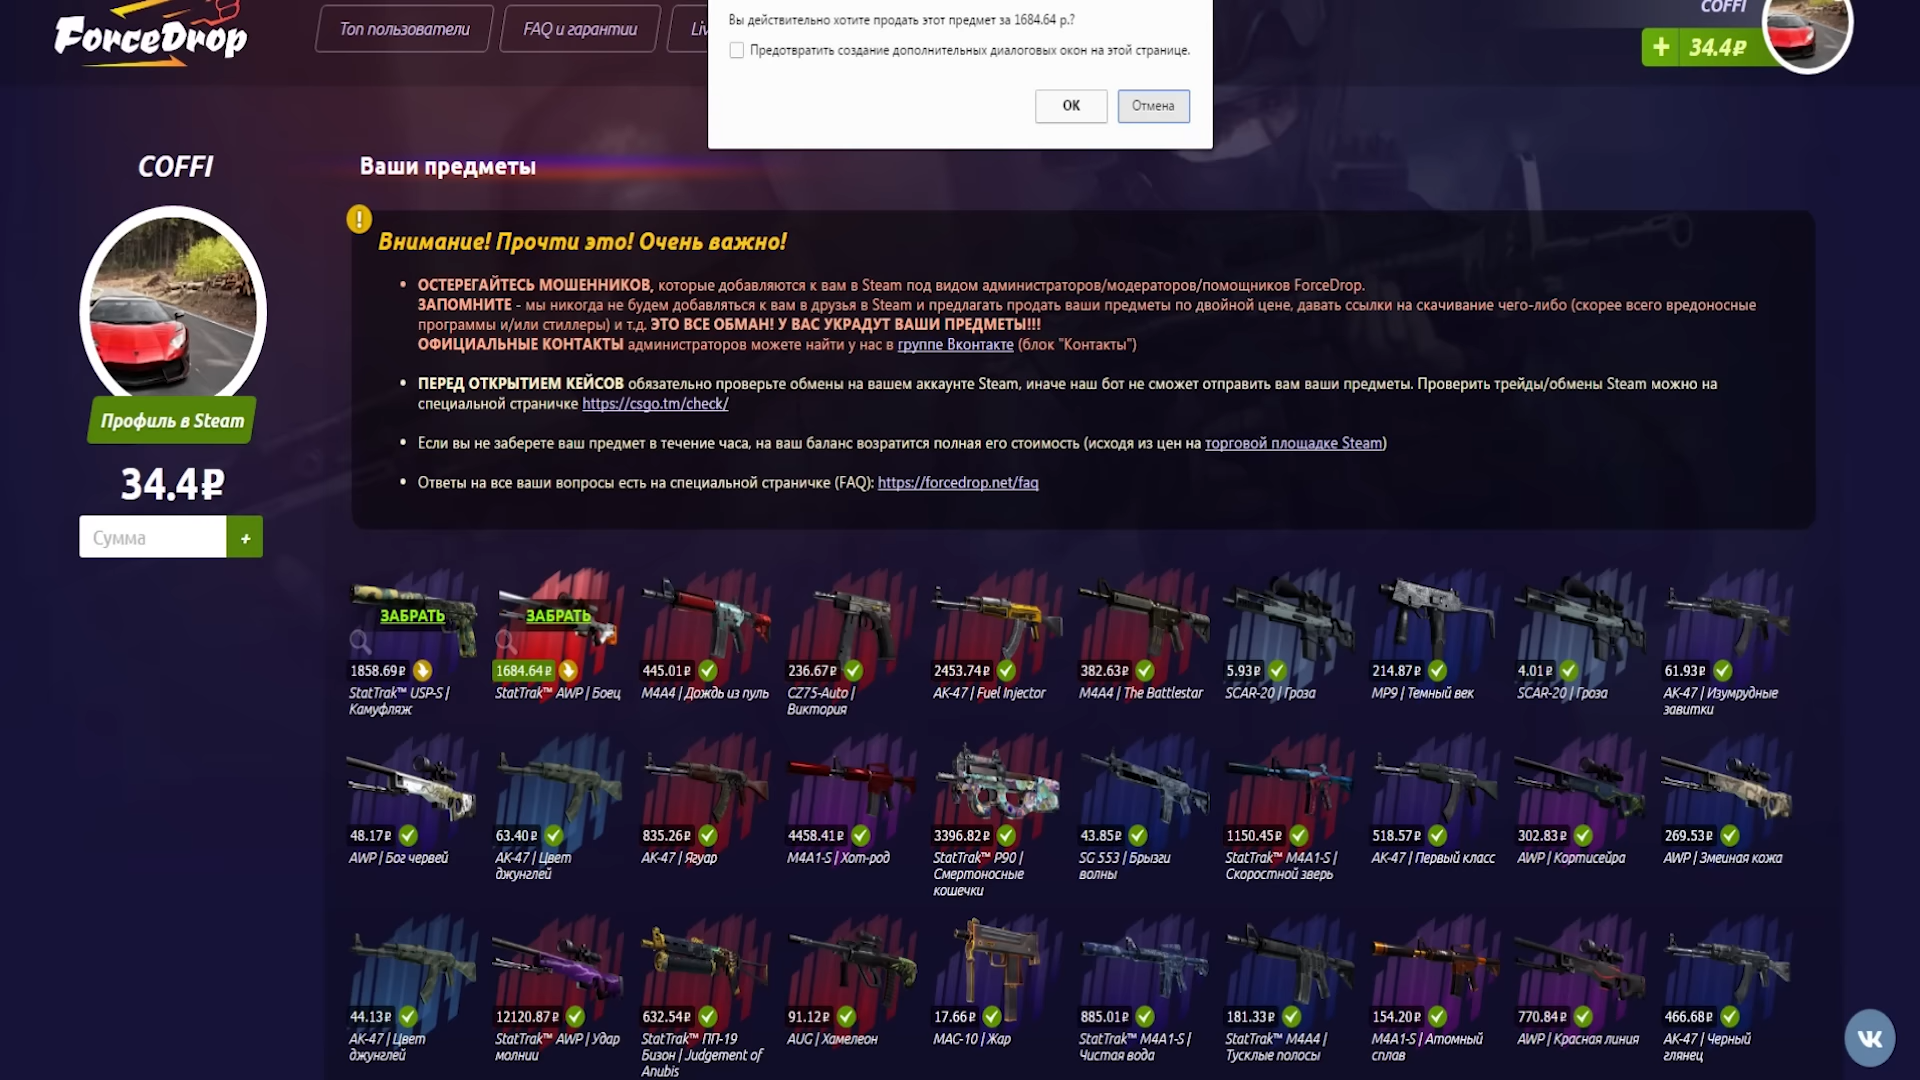 Вы действительно хотите продать этот предмет за 1684.64 р.?
Предотвратить создание дополнительных диалоговых окон на этой странице.
OK
Отмена
ForceDrop
Топ пользователи
FAQ и гарантии
COFFI
+ 34.4₽
COFFI
Профиль в Steam
34.4₽
Сумма
+
Ваши предметы
!
Внимание! Прочти это! Очень важно!
• ОСТЕРЕГАЙТЕСЬ МОШЕННИКОВ, которые добавляются к вам в Steam под видом администраторов/модераторов/помощников ForceDrop.
ЗАПОМНИТЕ - мы никогда не будем добавляться к вам в друзья в Steam и предлагать продать ваши предметы по двойной цене, давать ссылки на скачивание чего-либо (скорее всего вредоносные
программы и/или стиллеры) и т.д. ЭТО ВСЕ ОБМАН! У ВАС УКРАДУТ ВАШИ ПРЕДМЕТЫ!!!
ОФИЦИАЛЬНЫЕ КОНТАКТЫ администраторов можете найти у нас в группе Вконтакте (блок "Контакты")
• ПЕРЕД ОТКРЫТИЕМ КЕЙСОВ обязательно проверьте обмены на вашем аккаунте Steam, иначе наш бот не сможет отправить вам ваши предметы. Проверить трейды/обмены Steam можно на
специальной страничке https://csgo.tm/check/
• Если вы не заберете ваш предмет в течение часа, на ваш баланс возратится полная его стоимость (исходя из цен на торговой площадке Steam)
• Ответы на все ваши вопросы есть на специальной страничке (FAQ): https://forcedrop.net/faq
ЗАБРАТЬ
1858.69₽
StatTrak™ USP-S |
Камуфляж
ЗАБРАТЬ
1684.64₽
StatTrak™ AWP | Боец
445.01₽
M4A4 | Дождь из пуль
236.67₽
CZ75-Auto |
Виктория
2453.74₽
AK-47 | Fuel Injector
382.63₽
M4A4 | The Battlestar
5.93₽
SCAR-20 | Гроза
214.87₽
MP9 | Темный век
4.01₽
SCAR-20 | Гроза
61.93₽
AK-47 | Изумрудные
завитки
48.17₽
AWP | Бог червей
63.40₽
AK-47 | Цвет
джунглей
835.26₽
AK-47 | Ягуар
4458.41₽
M4A1-S | Хот-род
3396.82₽
StatTrak™ P90 |
Смертоносные
кошечки
43.85₽
SG 553 | Брызги
волны
1150.45₽
StatTrak™ M4A1-S |
Скоростной зверь
518.57₽
AK-47 | Первый класс
302.83₽
AWP | Кортисейра
269.53₽
AWP | Змеиная кожа
44.13₽
AK-47 | Цвет
джунглей
12120.87₽
StatTrak™ AWP | Удар
молнии
632.54₽
StatTrak™ ПП-19
Бизон | Judgement of
Anubis
91.12₽
AUG | Хамелеон
17.66₽
MAC-10 | Жар
885.01₽
StatTrak™ M4A1-S |
Чистая вода
181.33₽
StatTrak™ M4A4 |
Тусклые полосы
154.20₽
M4A1-S | Атомный
сплав
770.84₽
AWP | Красная линия
466.68₽
AK-47 | Черный
глянец